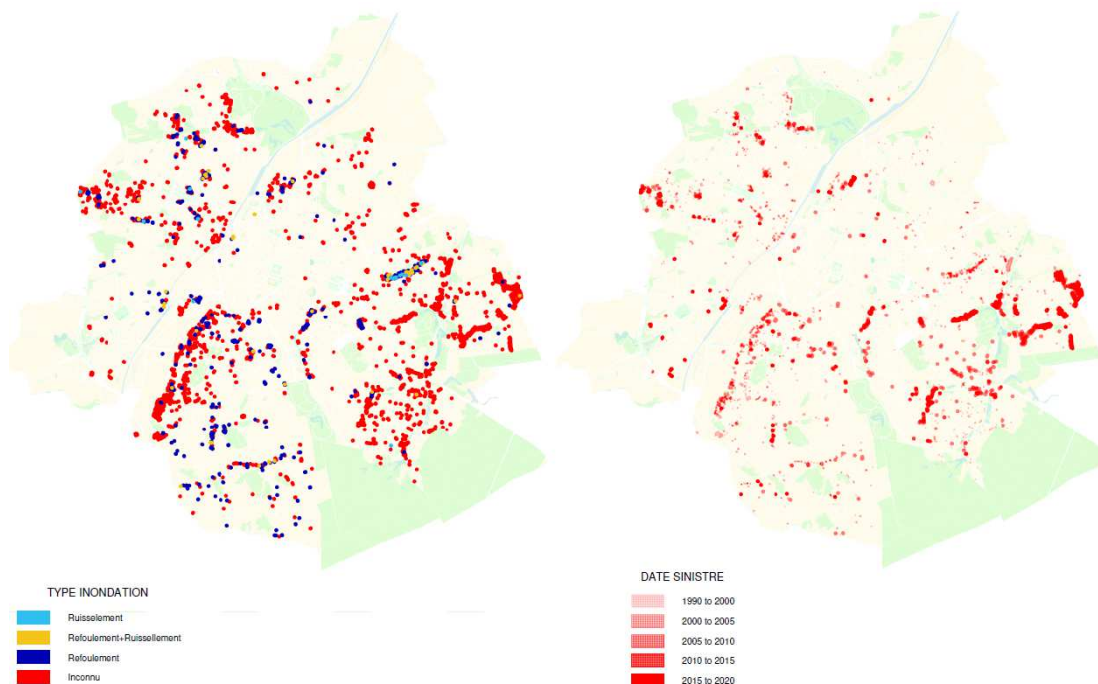 TYPE INONDATION
Ruisselement
Refoulement+Ruissellement
Refoulement
Inconnu
DATE SINISTRE
1990 to 2000
2000 to 2005
2005 to 2010
2010 to 2015
2015 to 2020